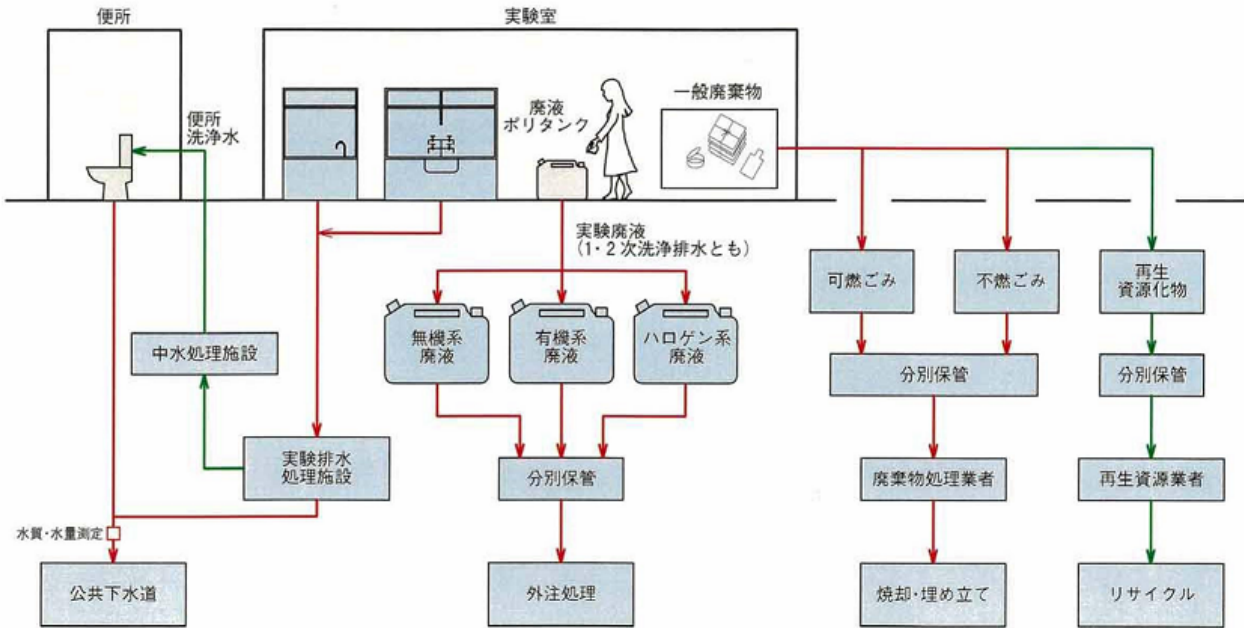 便所
実験室
便所
洗浄水
廃液
ポリタンク
一般廃棄物
実験廃液
(1・2次洗浄排水とも)
可燃ごみ
不燃ごみ
再生
資源化物
無機系
廃液
有機系
廃液
ハロゲン系
廃液
中水処理施設
分別保管
分別保管
実験排水
処理施設
分別保管
廃棄物処理業者
再生資源業者
水質・水量測定
公共下水道
外注処理
焼却・埋め立て
リサイクル